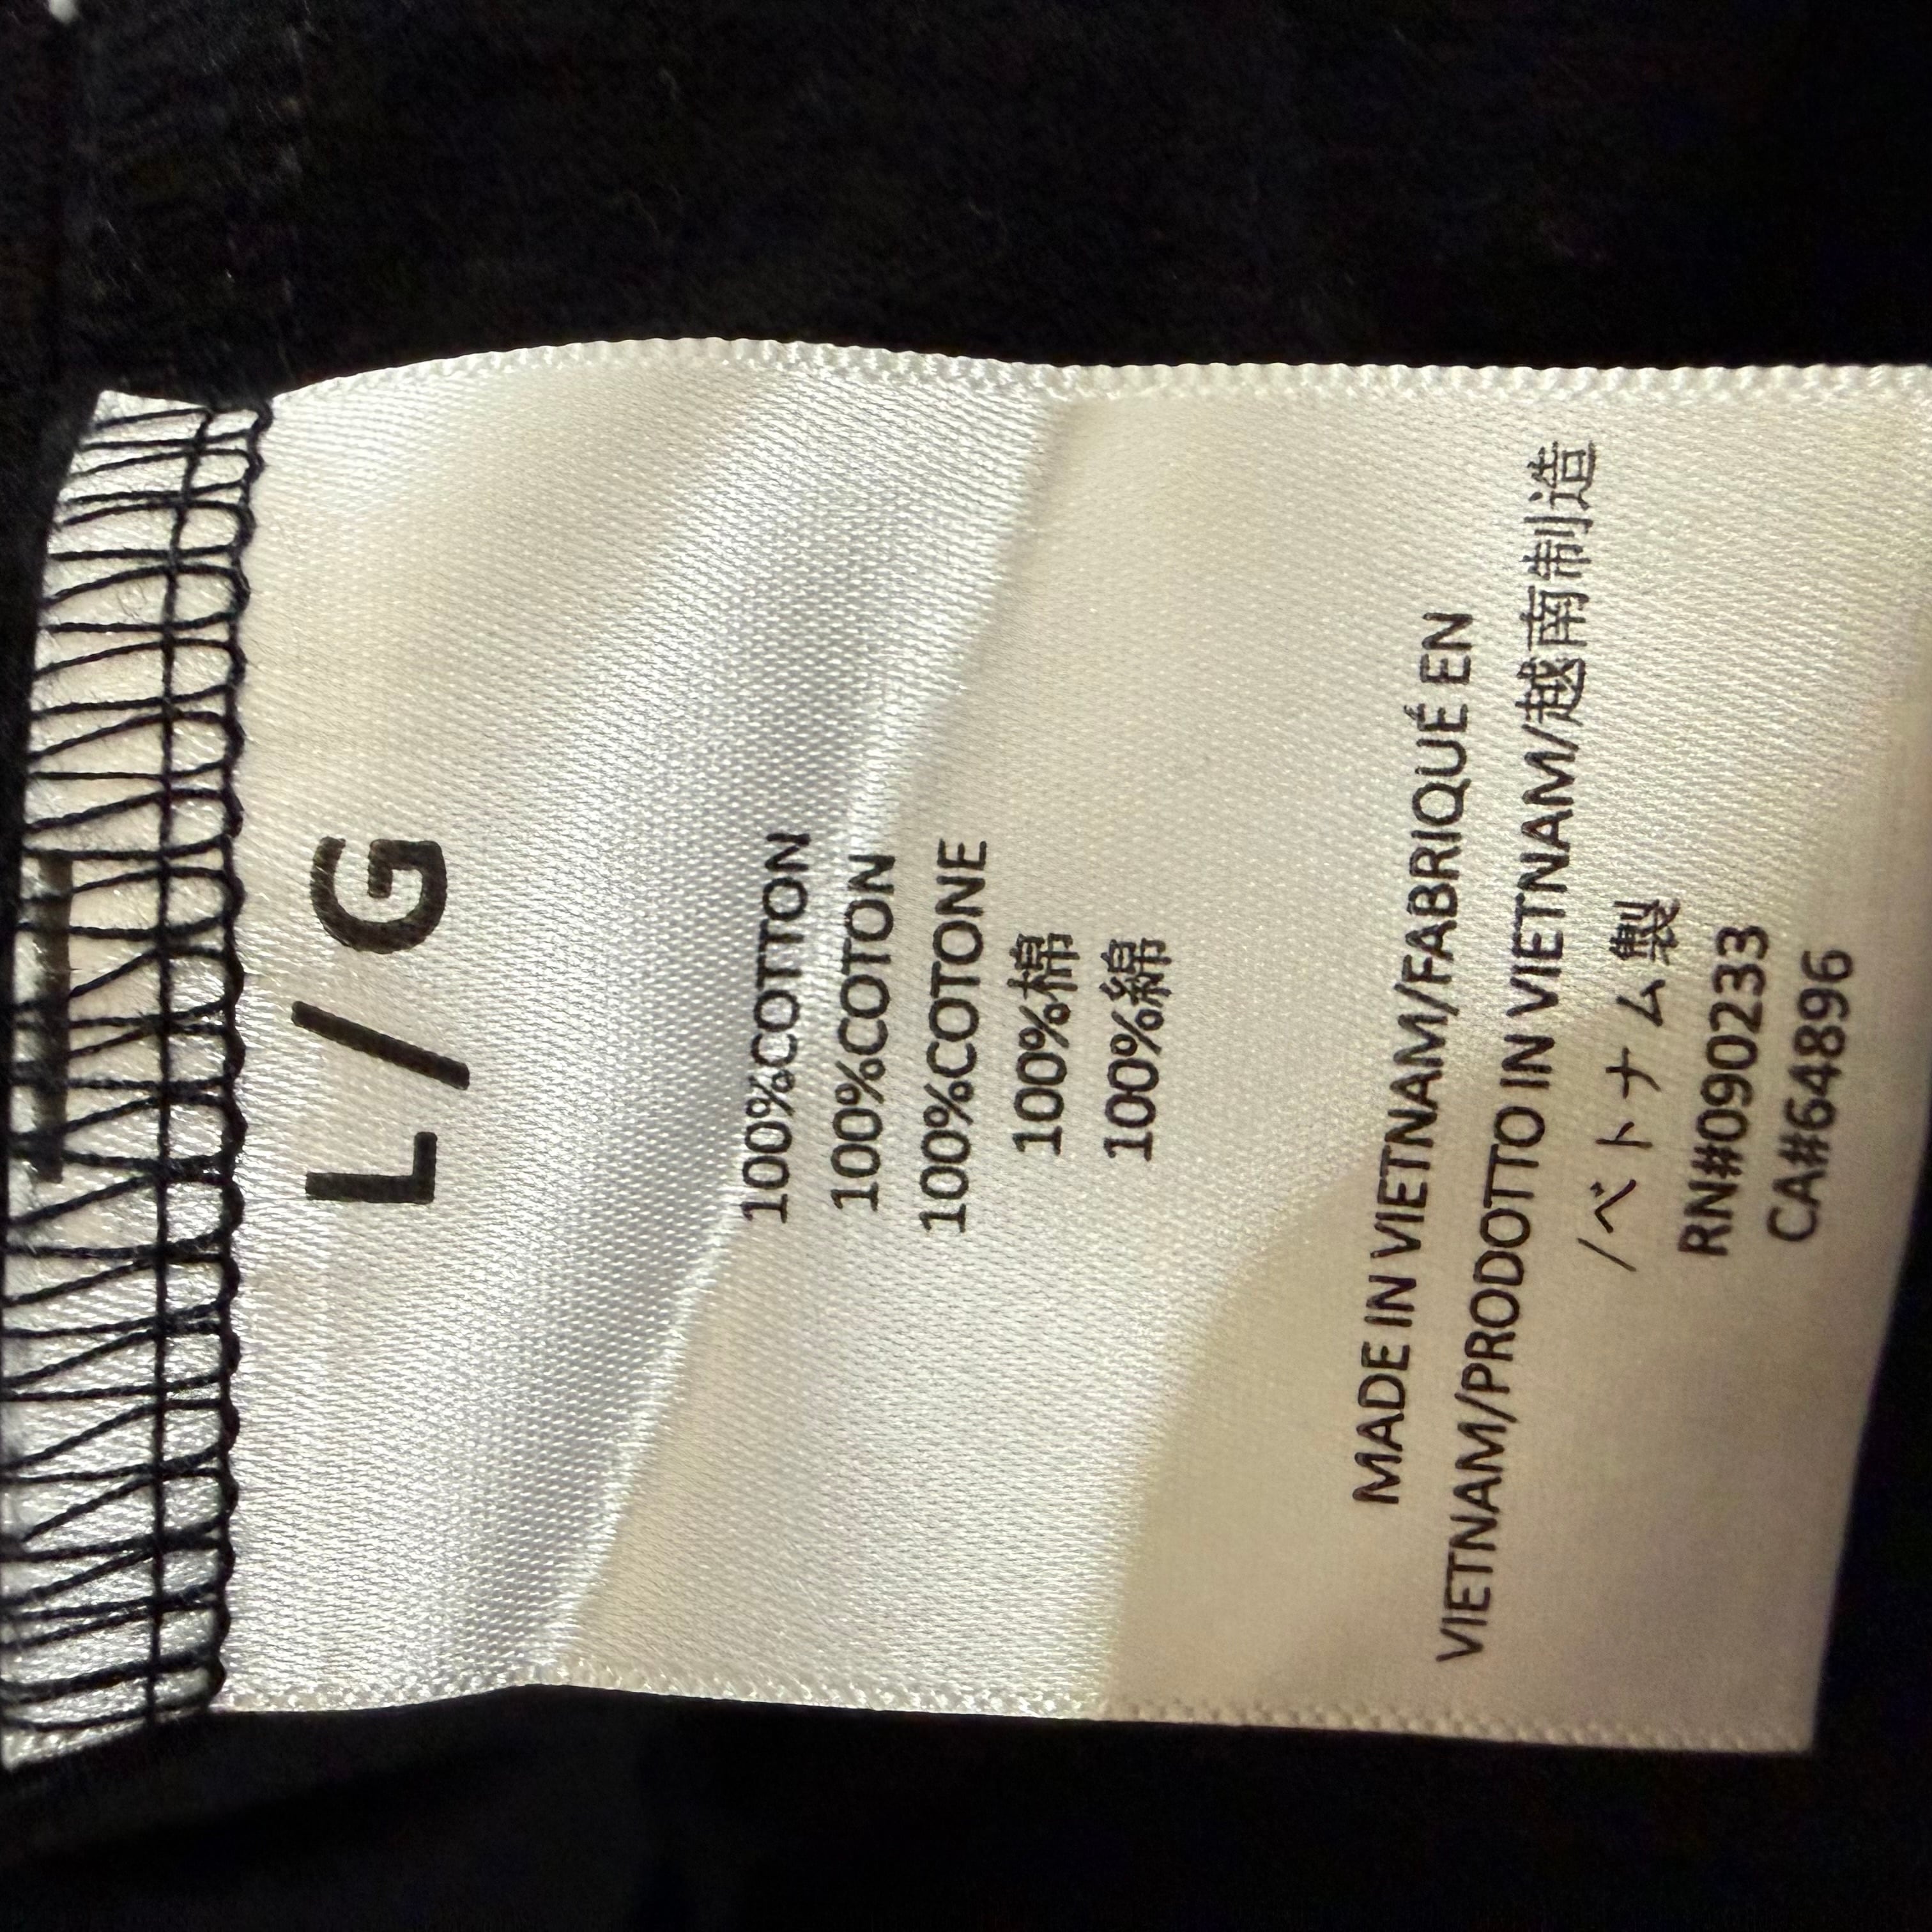 L/G
100%COTTON
100%COTON
100%COTONE
100%棉
100%綿
MADE IN VIETNAM/FABRIQUÉ EN
VIETNAM/PRODOTTO IN VIETNAM/越南制造
/ベトナム製
RN#090233
CA#64896